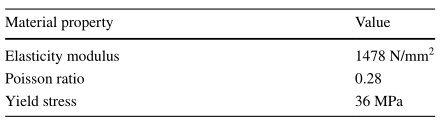 Material property Value
Elasticity modulus 1478 N/mm²
Poisson ratio 0.28
Yield stress 36 MPa